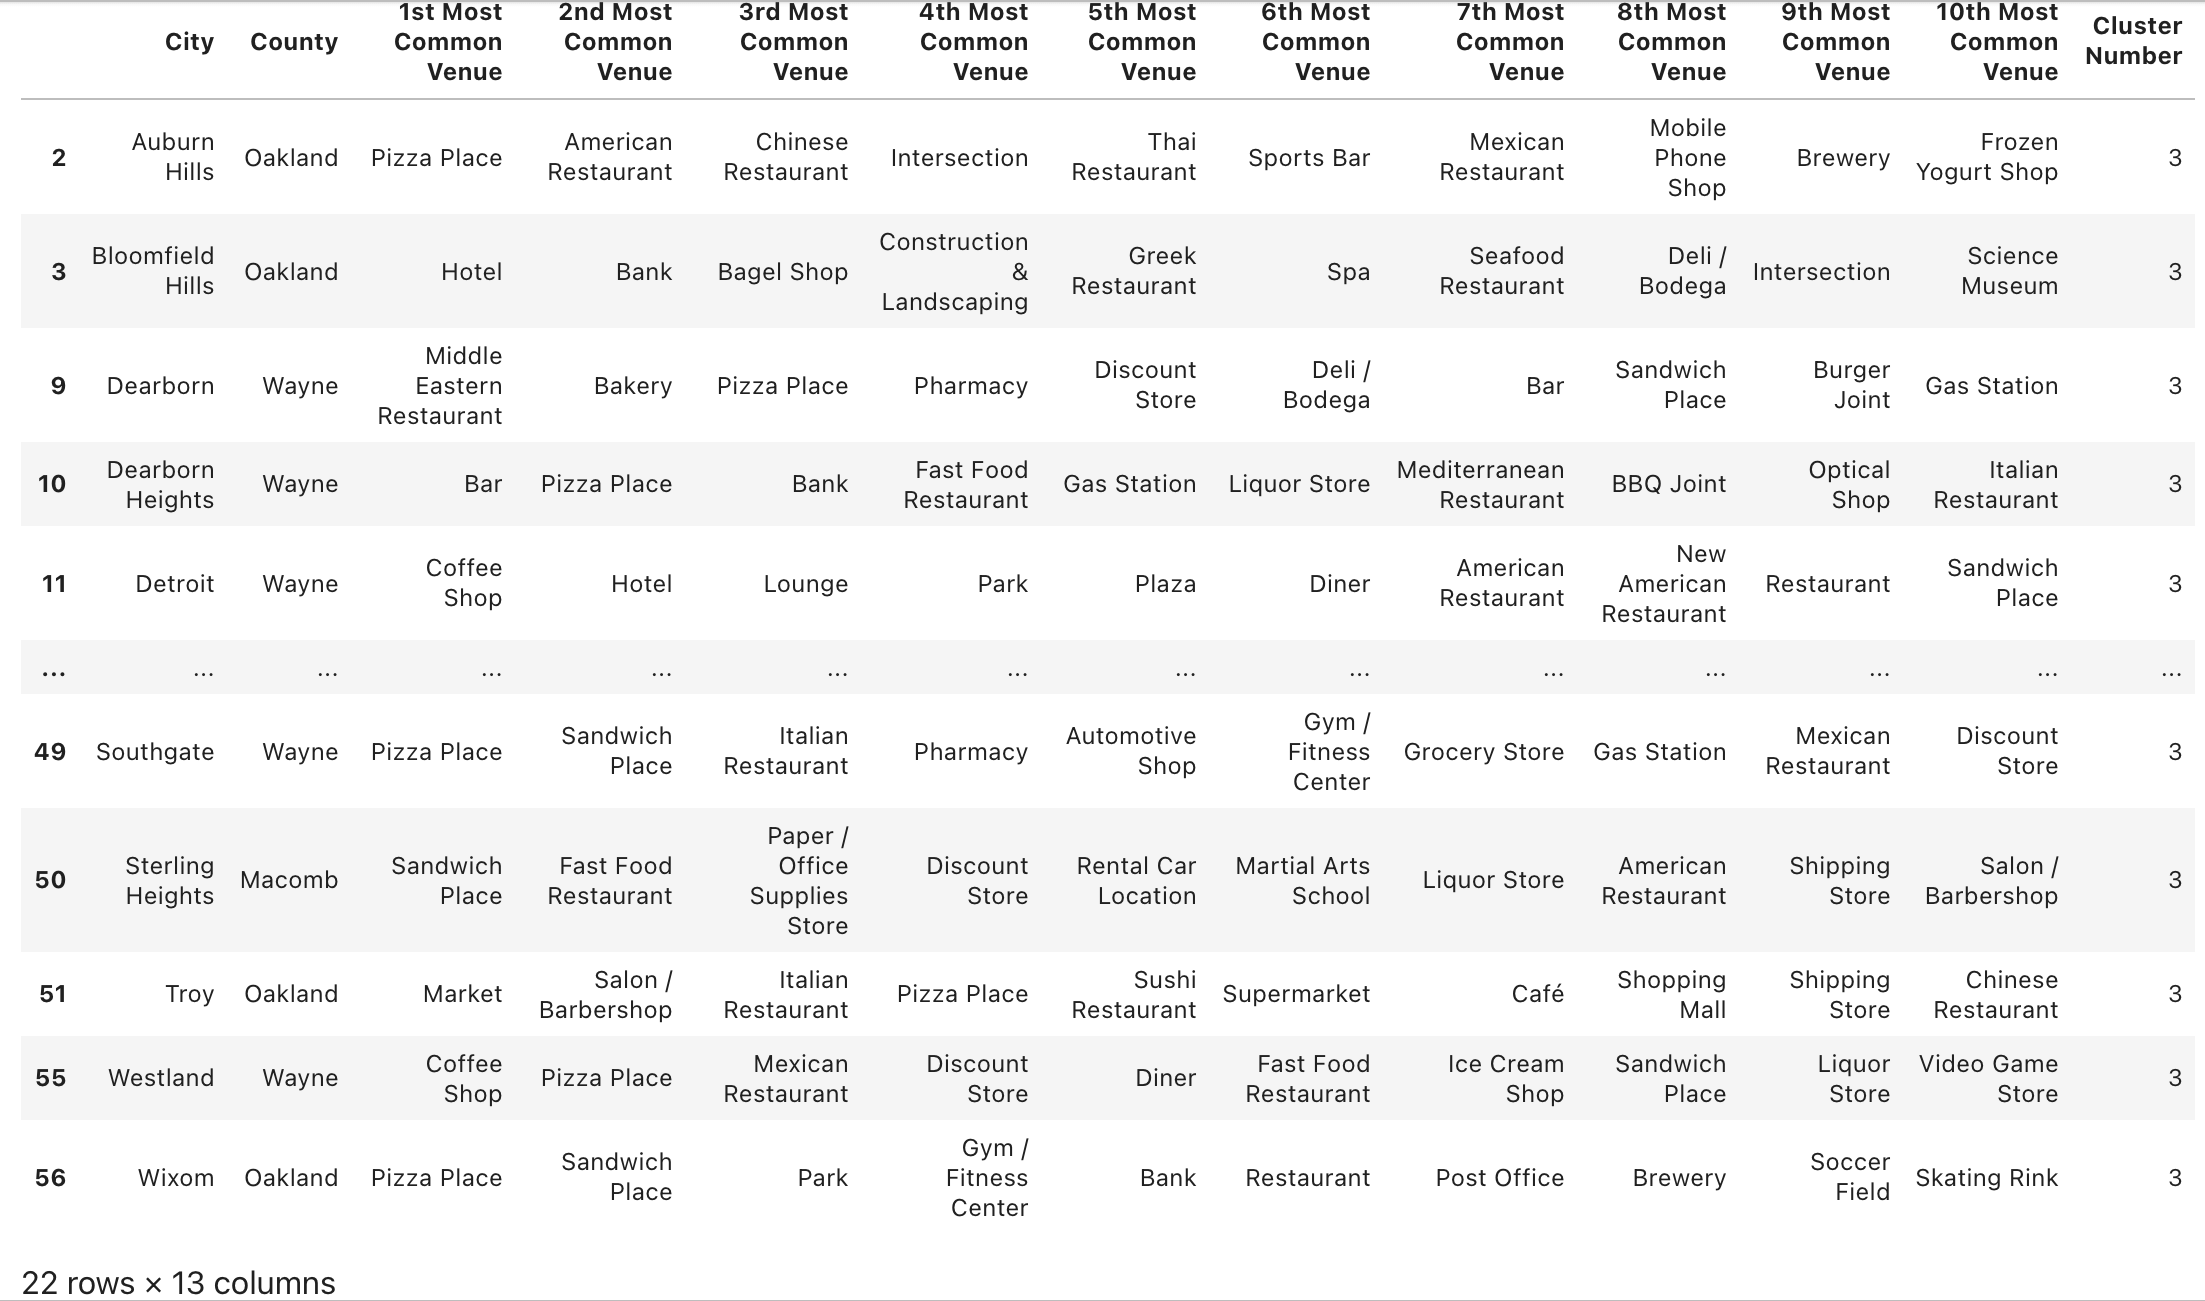 City County 1st Most Common Venue 2nd Most Common Venue 3rd Most Common Venue 4th Most Common Venue 5th Most Common Venue 6th Most Common Venue 7th Most Common Venue 8th Most Common Venue 9th Most Common Venue 10th Most Common Venue Cluster Number
2 Auburn Hills Oakland Pizza Place American Restaurant Chinese Restaurant Intersection Thai Restaurant Sports Bar Mexican Restaurant Mobile Phone Shop Brewery Frozen Yogurt Shop 3
3 Bloomfield Hills Oakland Hotel Bank Bagel Shop Construction & Landscaping Greek Restaurant Spa Seafood Restaurant Deli / Bodega Intersection Science Museum 3
9 Dearborn Wayne Middle Eastern Restaurant Bakery Pizza Place Pharmacy Discount Store Deli / Bodega Bar Sandwich Place Burger Joint Gas Station 3
10 Dearborn Heights Wayne Bar Pizza Place Bank Fast Food Restaurant Gas Station Liquor Store Mediterranean Restaurant BBQ Joint Optical Shop Italian Restaurant 3
11 Detroit Wayne Coffee Shop Hotel Lounge Park Plaza Diner American Restaurant New American Restaurant Restaurant Sandwich Place 3
... ... ... ... ... ... ... ... ... ... ... ... ... ...
49 Southgate Wayne Pizza Place Sandwich Place Italian Restaurant Pharmacy Automotive Shop Gym / Fitness Center Grocery Store Gas Station Mexican Restaurant Discount Store 3
50 Sterling Heights Macomb Sandwich Place Fast Food Restaurant Paper / Office Supplies Store Discount Store Rental Car Location Martial Arts School Liquor Store American Restaurant Shipping Store Salon / Barbershop 3
51 Troy Oakland Market Salon / Barbershop Italian Restaurant Pizza Place Sushi Restaurant Supermarket Café Shopping Mall Shipping Store Chinese Restaurant 3
55 Westland Wayne Coffee Shop Pizza Place Mexican Restaurant Discount Store Diner Fast Food Restaurant Ice Cream Shop Sandwich Place Liquor Store Video Game Store 3
56 Wixom Oakland Pizza Place Sandwich Place Park Gym / Fitness Center Bank Restaurant Post Office Brewery Soccer Field Skating Rink 3
22 rows × 13 columns